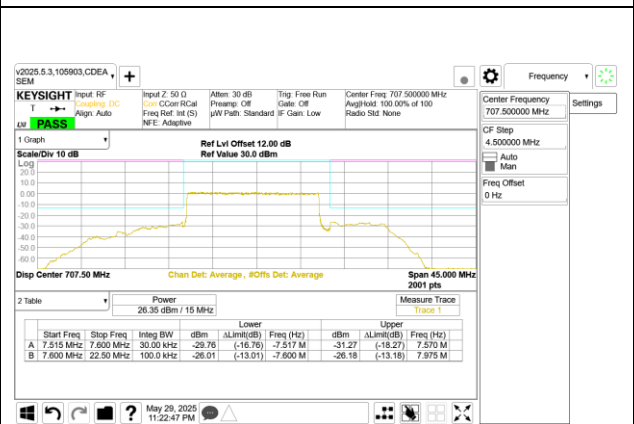 v2025.5.3,105903,CDEA
SEM
Frequency
KEYSIGHT Input: RF
Coupling: DC
Align: Auto
LXI PASS
Input Z: 50 Ω
Corr CCorr RCal
Freq Ref: Int (S)
NFE: Adaptive
Atten: 30 dB
Preamp: Off
µW Path: Standard
Trig: Free Run
Gate: Off
IF Gain: Low
Center Freq: 707.500000 MHz
Avg|Hold: 100.00% of 100
Radio Std: None
Center Frequency
707.500000 MHz
Settings
CF Step
4.500000 MHz
Auto
Man
Freq Offset
0 Hz
1 Graph
Scale/Div 10 dB
Ref Lvl Offset 12.00 dB
Ref Value 30.0 dBm
Log
20.0
10.0
0.00
-10.0
-20.0
-30.0
-40.0
-50.0
-60.0
Disp Center 707.50 MHz
Chan Det: Average , #Offs Det: Average
Span 45.000 MHz
2001 pts
2 Table
Power
26.35 dBm / 15 MHz
Measure Trace
Trace 1
Lower Upper
Start Freq Stop Freq Integ BW dBm ΔLimit(dB) Freq (Hz) dBm ΔLimit(dB) Freq (Hz)
A 7.515 MHz 7.600 MHz 30.00 kHz -29.76 (-16.76) -7.517 M -31.27 (-18.27) 7.570 M
B 7.600 MHz 22.50 MHz 100.0 kHz -26.01 (-13.01) -7.600 M -26.18 (-13.18) 7.975 M
?
May 29, 2025
11:22:47 PM